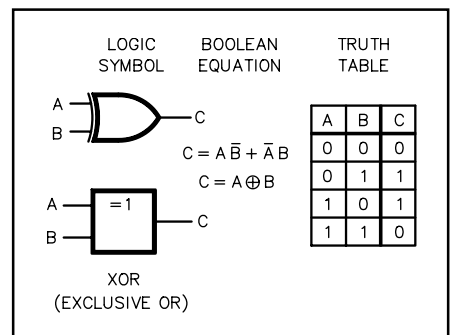 LOGIC SYMBOL
BOOLEAN EQUATION
TRUTH TABLE
A
B
C
C = A B̅ + A̅ B
C = A ⊕ B
A
B
= 1
C
XOR
(EXCLUSIVE OR)
A B C
0 0 0
0 1 1
1 0 1
1 1 0